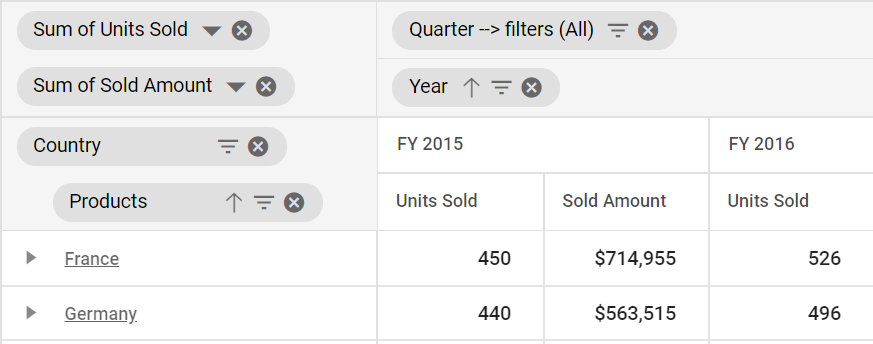 Sum of Units Sold
Quarter --> filters (All)
Sum of Sold Amount
Year
Country
FY 2015
FY 2016
Products
Units Sold
Sold Amount
Units Sold
France
450
$714,955
526
Germany
440
$563,515
496